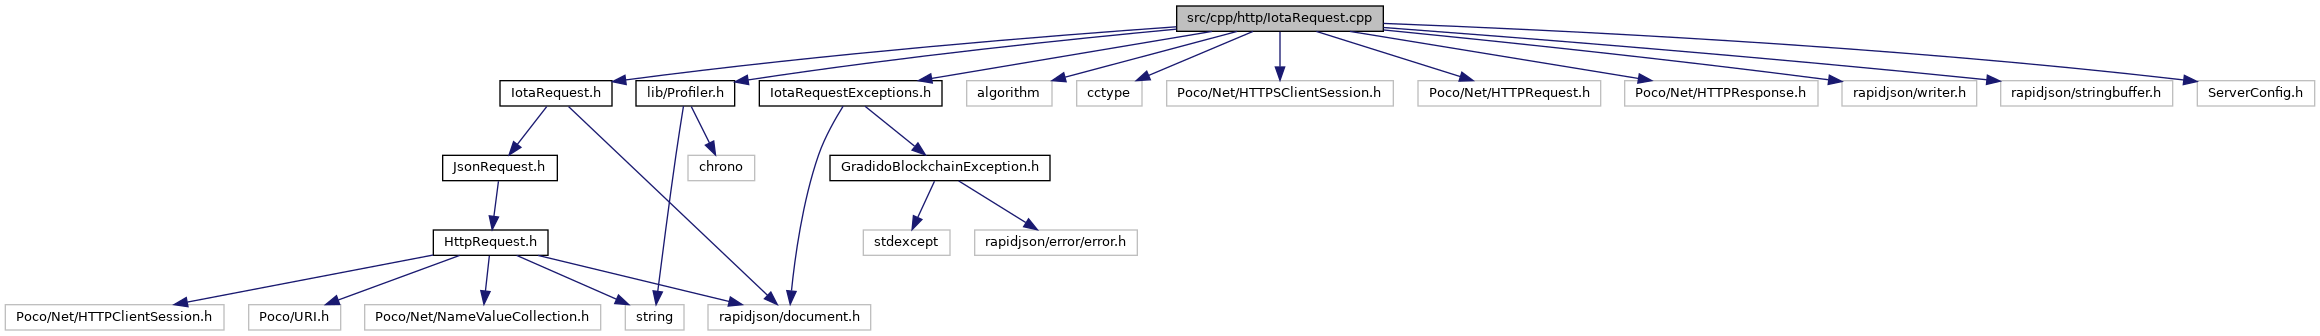 src/cpp/http/IotaRequest.cpp
IotaRequest.h
lib/Profiler.h
IotaRequestExceptions.h
algorithm
cctype
Poco/Net/HTTPSClientSession.h
Poco/Net/HTTPRequest.h
Poco/Net/HTTPResponse.h
rapidjson/writer.h
rapidjson/stringbuffer.h
ServerConfig.h
JsonRequest.h
chrono
GradidoBlockchainException.h
HttpRequest.h
stdexcept
rapidjson/error/error.h
Poco/Net/HTTPClientSession.h
Poco/URI.h
Poco/Net/NameValueCollection.h
string
rapidjson/document.h